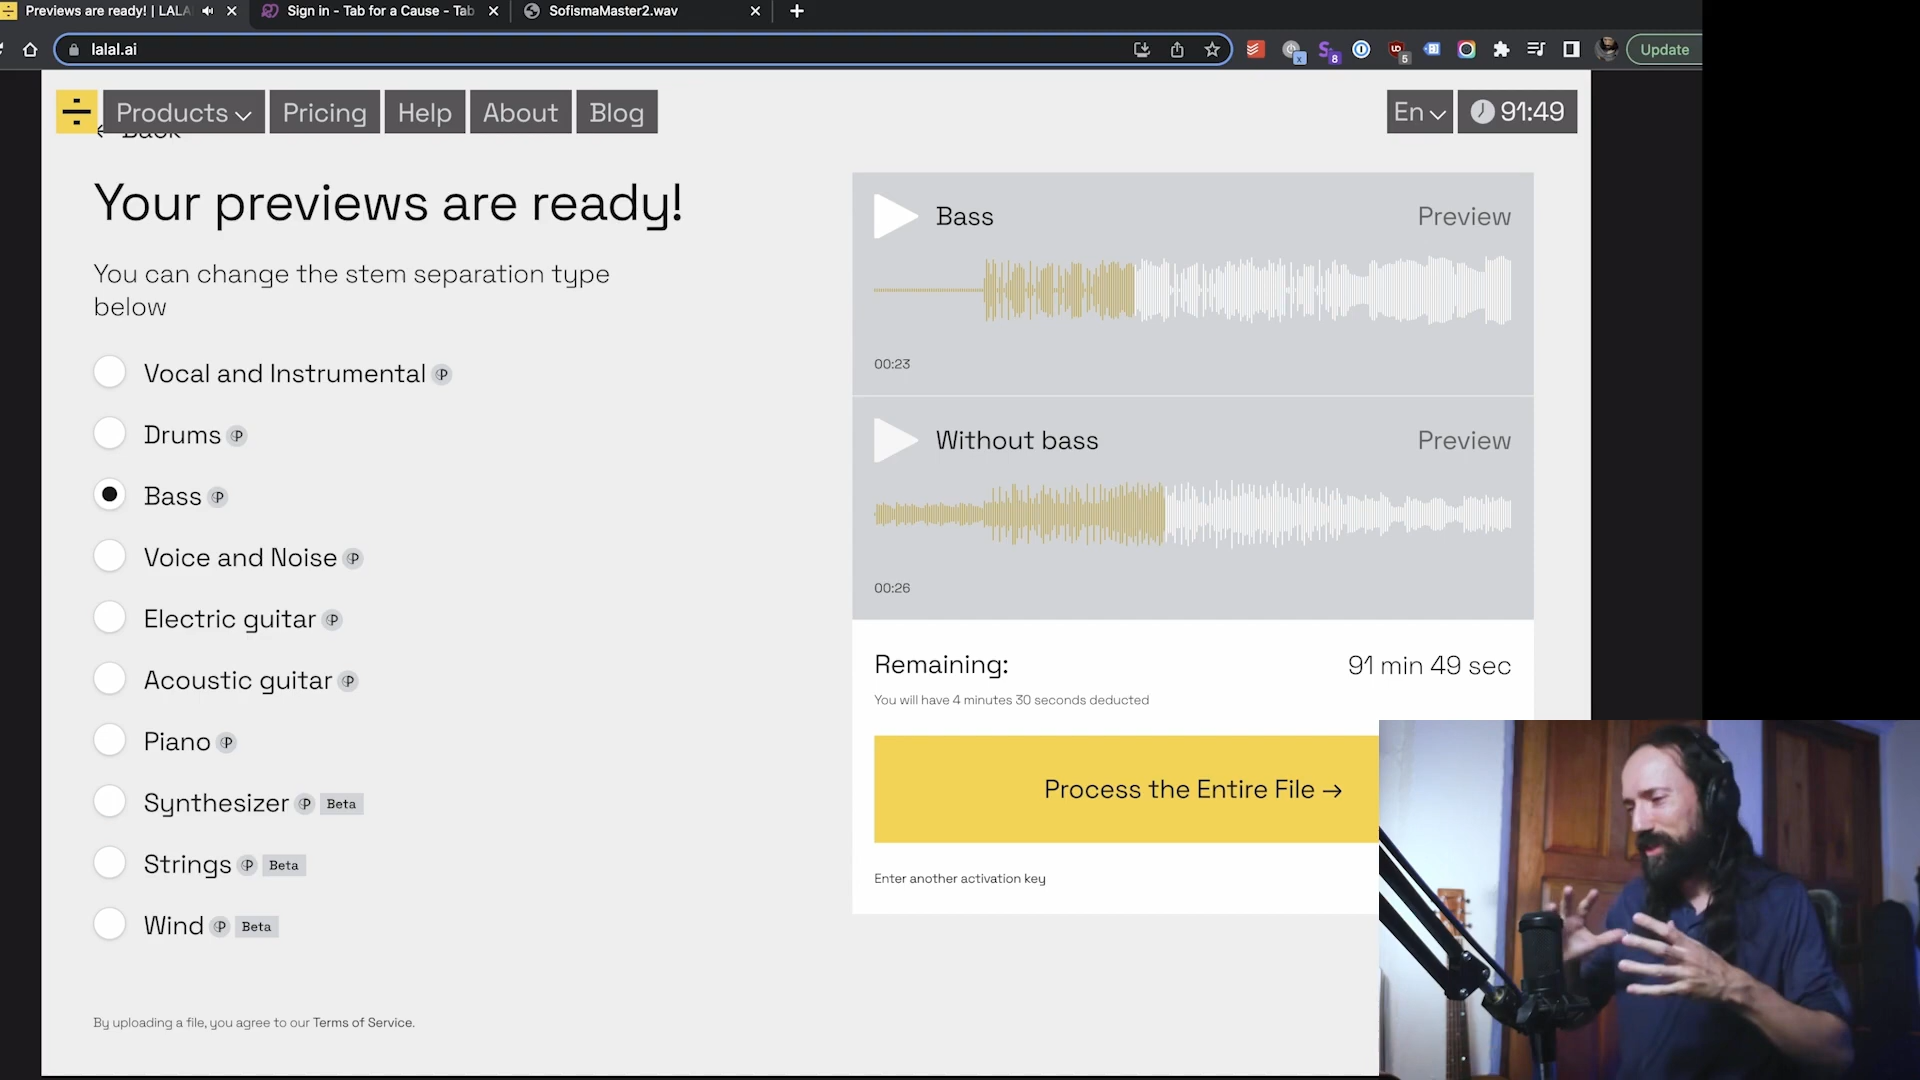 Previews are ready! | LALA
Sign in - Tab for a Cause - Tab
SofismaMaster2.wav
lalal.ai
Update
Products
Pricing
Help
About
Blog
En
91:49
← Back
Your previews are ready!
You can change the stem separation type
below
Vocal and Instrumental
Drums
Bass
Voice and Noise
Electric guitar
Acoustic guitar
Piano
Synthesizer Beta
Strings Beta
Wind Beta
By uploading a file, you agree to our Terms of Service.
Bass
Preview
00:23
Without bass
Preview
00:26
Remaining:
91 min 49 sec
You will have 4 minutes 30 seconds deducted
Process the Entire File →
Enter another activation key